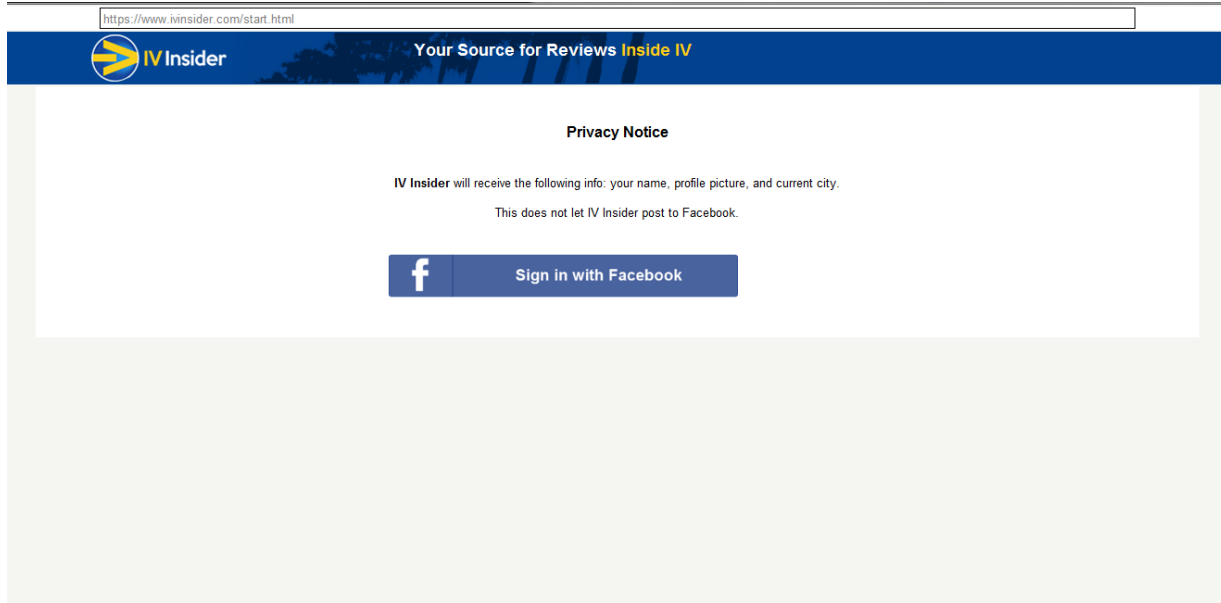 https://www.ivinsider.com/start.html
IV Insider
Your Source for Reviews Inside IV
Privacy Notice
IV Insider will receive the following info: your name, profile picture, and current city.
This does not let IV Insider post to Facebook.
f
Sign in with Facebook